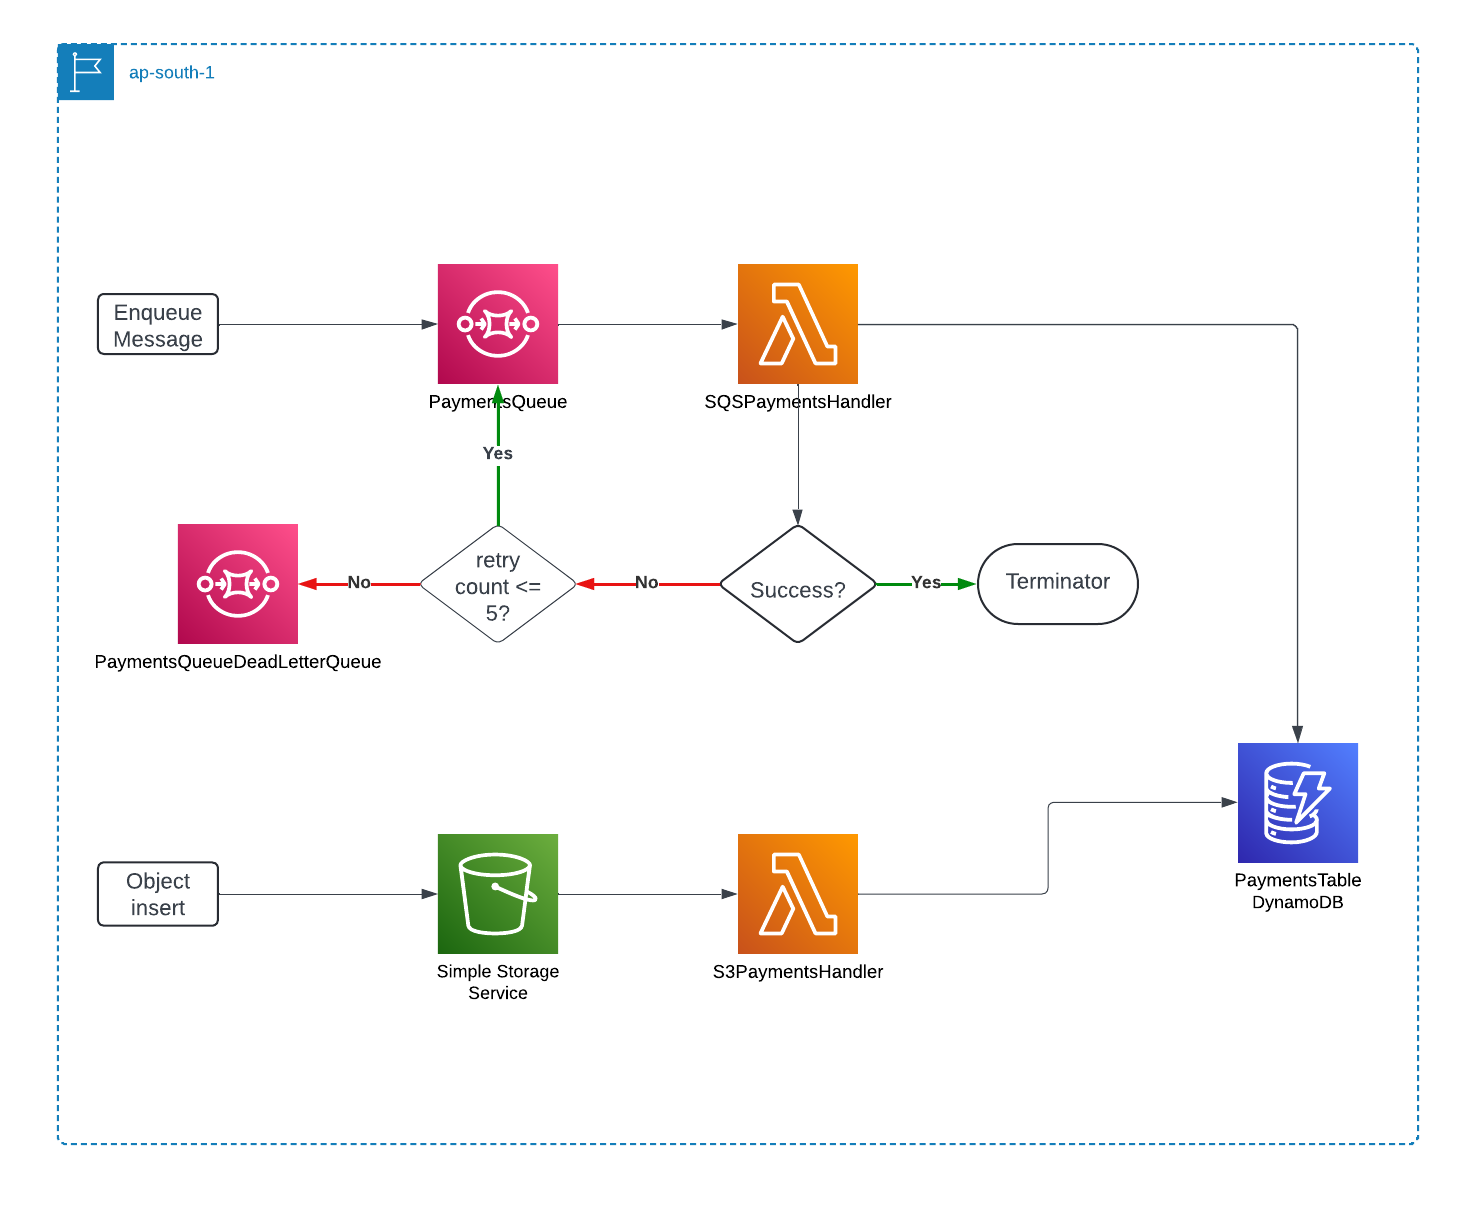 ap-south-1
Enqueue
Message
PaymentsQueue
SQSPaymentsHandler
Yes
retry
count <=
5?
No
No
Success?
Yes
Terminator
PaymentsQueueDeadLetterQueue
Object
insert
Simple Storage
Service
S3PaymentsHandler
PaymentsTable
DynamoDB